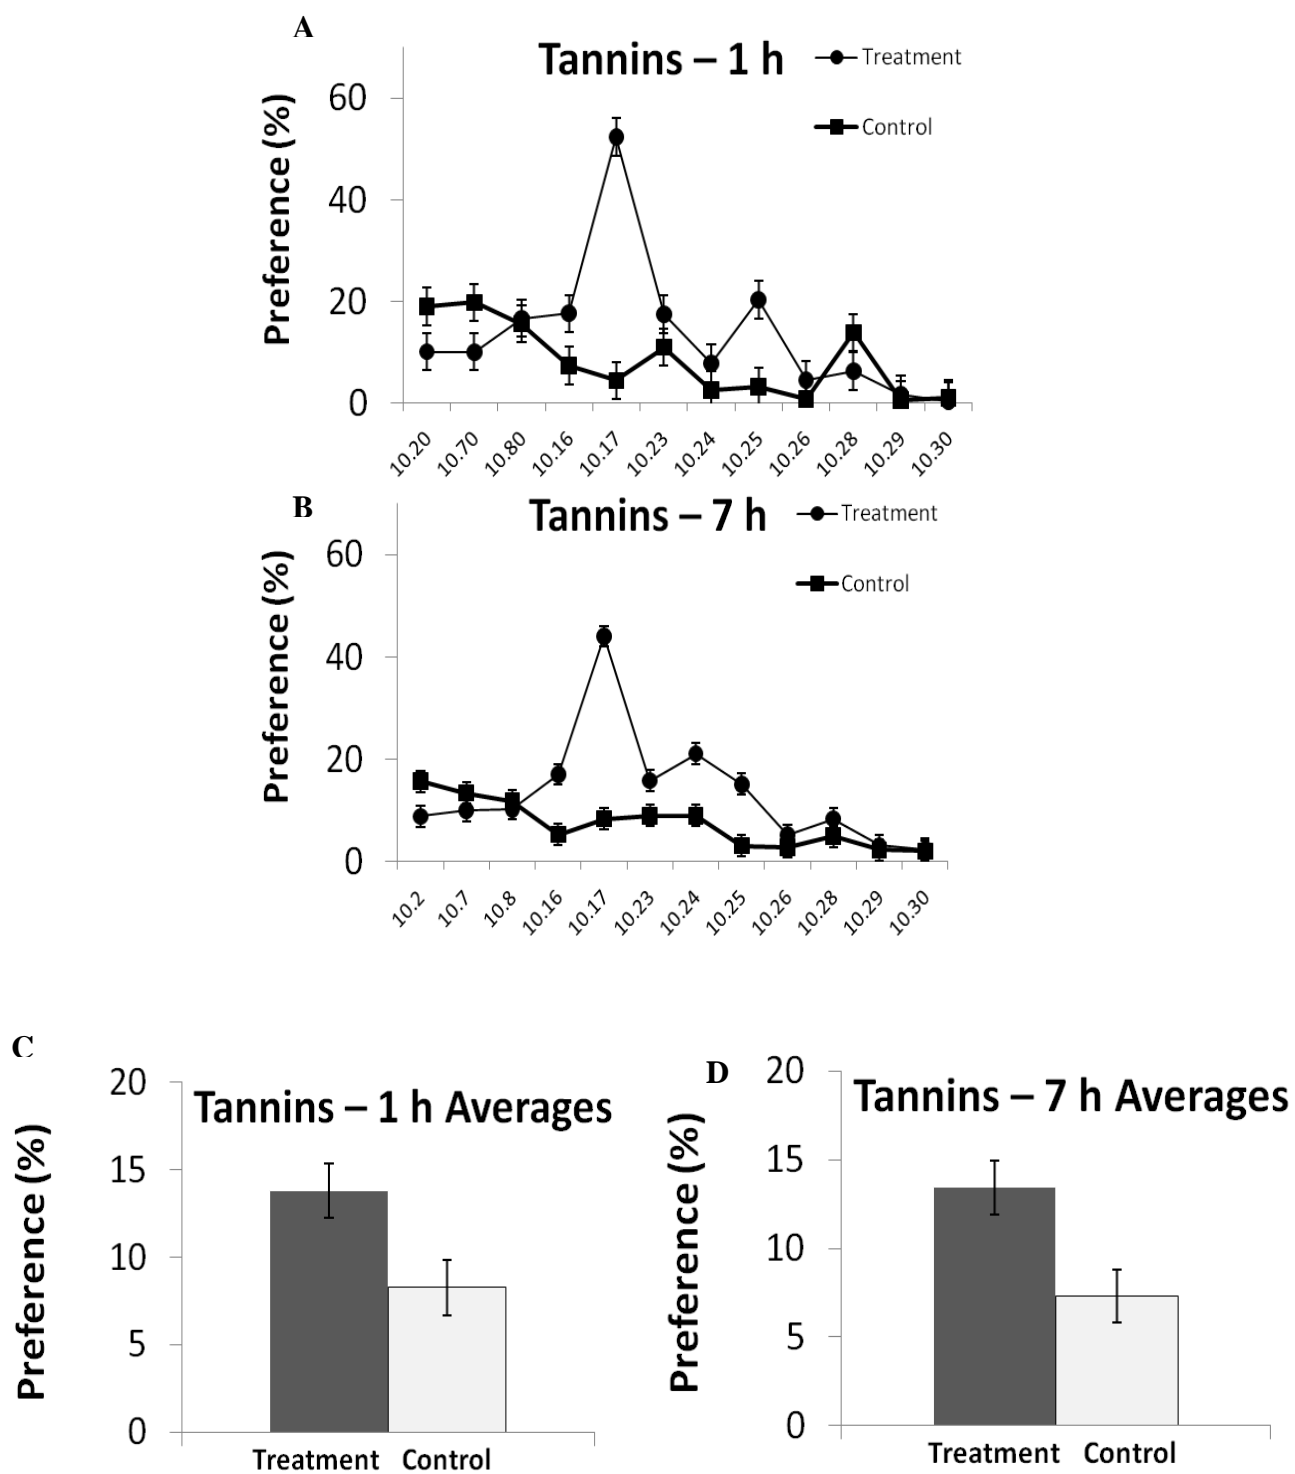 A
Tannins – 1 h
Treatment
Control
Preference (%)
60
40
20
0
10.20 10.70 10.80 10.16 10.17 10.23 10.24 10.25 10.26 10.28 10.29 10.30
B
Tannins – 7 h
Treatment
Control
Preference (%)
60
40
20
0
10.2 10.7 10.8 10.16 10.17 10.23 10.24 10.25 10.26 10.28 10.29 10.30
C
Tannins – 1 h Averages
Preference (%)
20
15
10
5
0
Treatment Control
D
Tannins – 7 h Averages
Preference (%)
20
15
10
5
0
Treatment Control